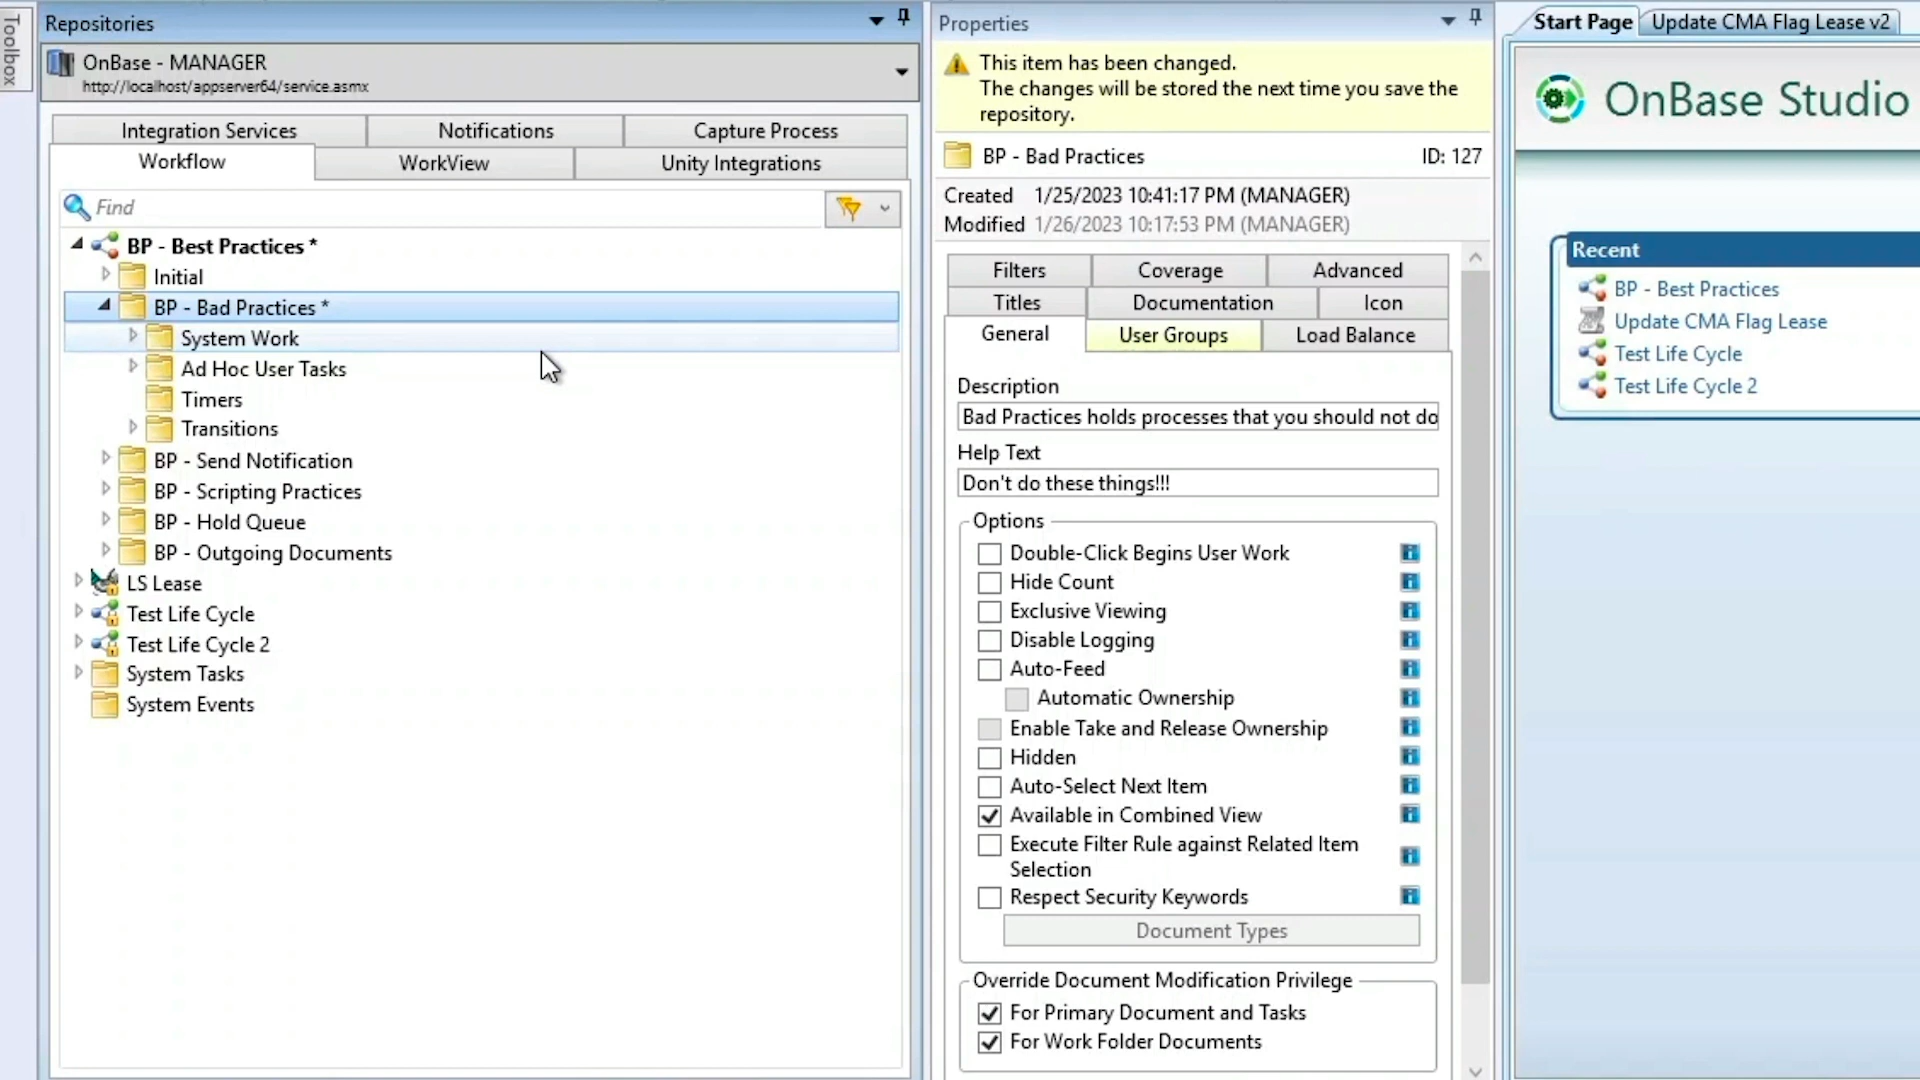 Toolbox
Repositories
OnBase - MANAGER
http://localhost/appserver64/service.asmx
Integration Services
Notifications
Capture Process
Workflow
WorkView
Unity Integrations
Find
BP - Best Practices *
Initial
BP - Bad Practices *
System Work
Ad Hoc User Tasks
Timers
Transitions
BP - Send Notification
BP - Scripting Practices
BP - Hold Queue
BP - Outgoing Documents
LS Lease
Test Life Cycle
Test Life Cycle 2
System Tasks
System Events
Properties
This item has been changed.
The changes will be stored the next time you save the
repository.
BP - Bad Practices ID: 127
Created 1/25/2023 10:41:17 PM (MANAGER)
Modified 1/26/2023 10:17:53 PM (MANAGER)
Filters
Coverage
Advanced
Titles
Documentation
Icon
General
User Groups
Load Balance
Description
Bad Practices holds processes that you should not do
Help Text
Don't do these things!!!
Options
Double-Click Begins User Work
Hide Count
Exclusive Viewing
Disable Logging
Auto-Feed
Automatic Ownership
Enable Take and Release Ownership
Hidden
Auto-Select Next Item
Available in Combined View
Execute Filter Rule against Related Item
Selection
Respect Security Keywords
Document Types
Override Document Modification Privilege
For Primary Document and Tasks
For Work Folder Documents
Start Page
Update CMA Flag Lease v2
OnBase Studio
Recent
BP - Best Practices
Update CMA Flag Lease
Test Life Cycle
Test Life Cycle 2